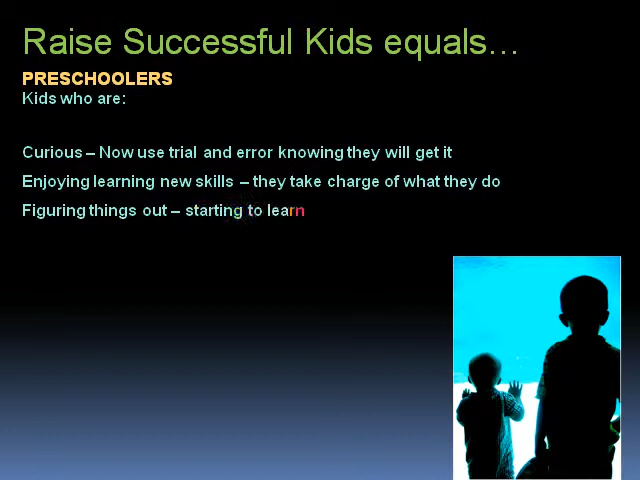 Raise Successful Kids equals…
PRESCHOOLERS
Kids who are:
Curious – Now use trial and error knowing they will get it
Enjoying learning new skills – they take charge of what they do
Figuring things out – starting to learn